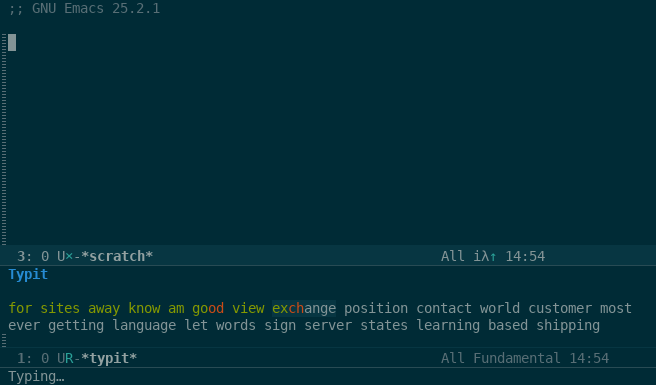 ;; GNU Emacs 25.2.1
3: 0 U×-*scratch* All iλ↑ 14:54
Typit
for sites away know am good view exchange position contact world customer most
ever getting language let words sign server states learning based shipping
1: 0 UR-*typit* All Fundamental 14:54
Typing…